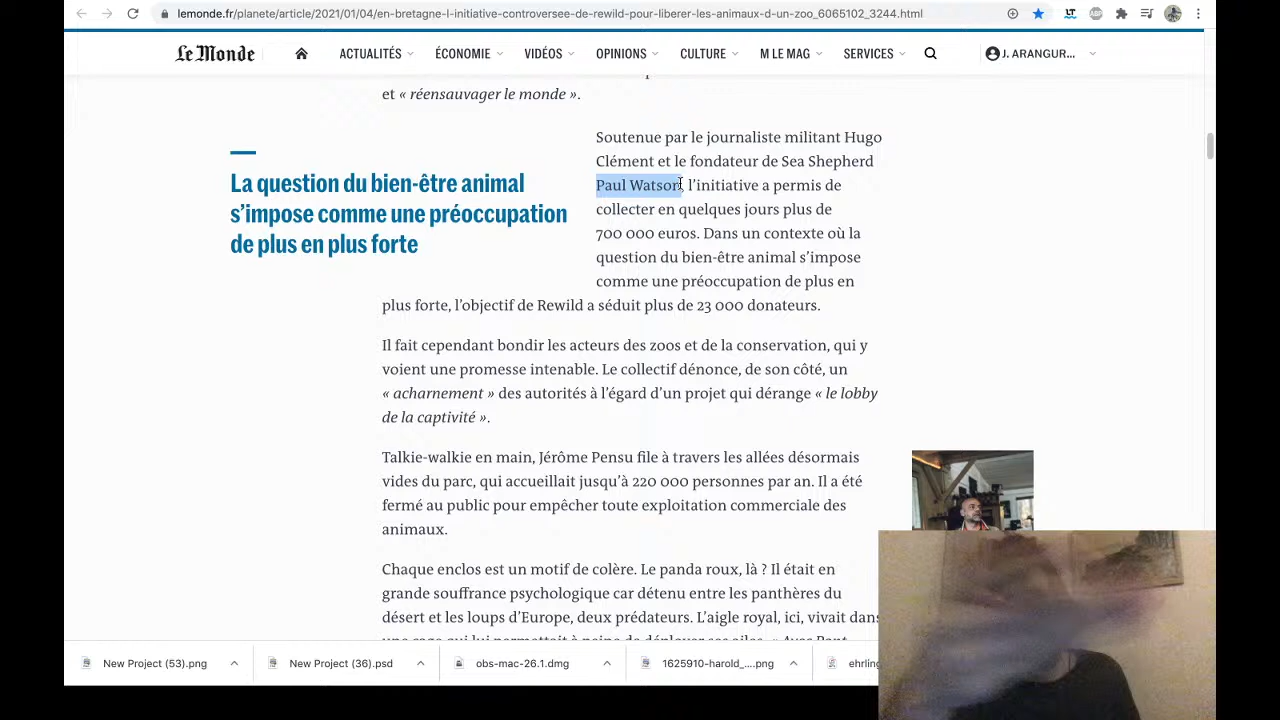 lemonde.fr/planete/article/2021/01/04/en-bretagne-l-initiative-controversee-de-rewild-pour-liberer-les-animaux-d-un-zoo_6065102_3244.html
Le Monde
ACTUALITÉS
ÉCONOMIE
VIDÉOS
OPINIONS
CULTURE
M LE MAG
SERVICES
J. ARANGUR...
et « réensauvager le monde ».
La question du bien-être animal
s’impose comme une préoccupation
de plus en plus forte
Soutenue par le journaliste militant Hugo
Clément et le fondateur de Sea Shepherd
Paul Watson, l’initiative a permis de
collecter en quelques jours plus de
700 000 euros. Dans un contexte où la
question du bien-être animal s’impose
comme une préoccupation de plus en
plus forte, l’objectif de Rewild a séduit plus de 23 000 donateurs.
Il fait cependant bondir les acteurs des zoos et de la conservation, qui y
voient une promesse intenable. Le collectif dénonce, de son côté, un
« acharnement » des autorités à l’égard d’un projet qui dérange « le lobby
de la captivité ».
Talkie-walkie en main, Jérôme Pensu file à travers les allées désormais
vides du parc, qui accueillait jusqu’à 220 000 personnes par an. Il a été
fermé au public pour empêcher toute exploitation commerciale des
animaux.
Chaque enclos est un motif de colère. Le panda roux, là ? Il était en
grande souffrance psychologique car détenu entre les panthères du
désert et les loups d’Europe, deux prédateurs. L’aigle royal, ici, vivait dans
une cage qui lui permettait à peine de déployer ses ailes. « Avec Pont
New Project (53).png
New Project (36).psd
obs-mac-26.1.dmg
1625910-harold_....png
ehrling